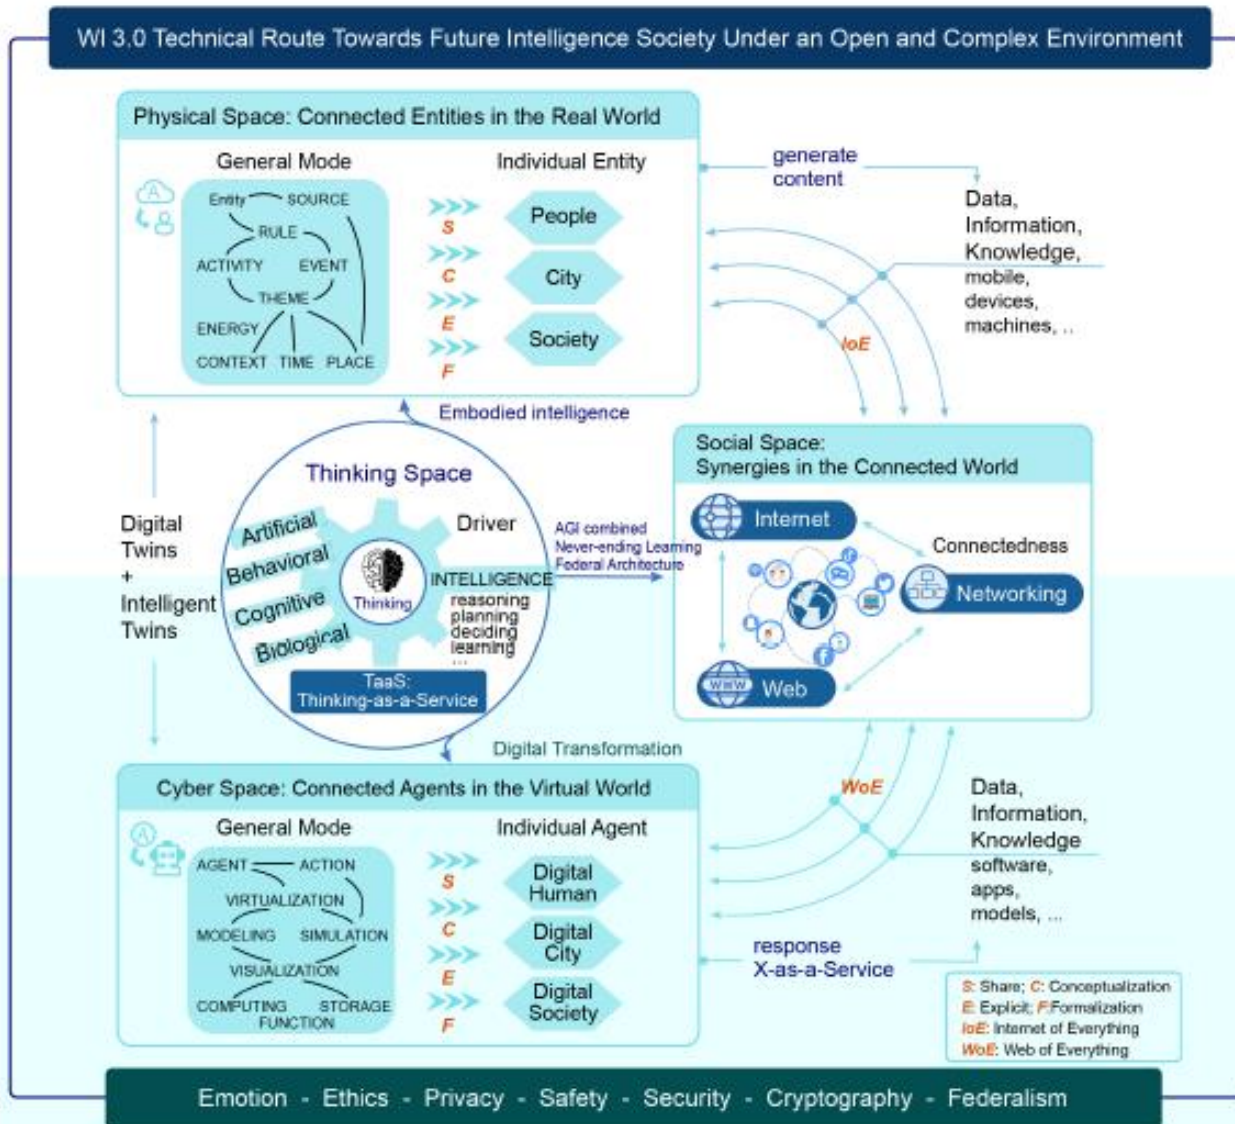 WI 3.0 Technical Route Towards Future Intelligence Society Under an Open and Complex Environment
Physical Space: Connected Entities in the Real World
General Mode
Individual Entity
Entity
SOURCE
RULE
ACTIVITY
EVENT
THEME
ENERGY
CONTEXT
TIME
PLACE
S
C
E
F
People
City
Society
generate
content
Data,
Information,
Knowledge,
mobile,
devices,
machines, ..
IoE
Embodied intelligence
Digital
Twins
+
Intelligent
Twins
Thinking Space
Artificial
Behavioral
Cognitive
Biological
Thinking
Driver
INTELLIGENCE
reasoning
planning
deciding
learning
...
TaaS:
Thinking-as-a-Service
AGI combined
Never-ending Learning
Federal Architecture
Social Space:
Synergies in the Connected World
Internet
Connectedness
Networking
WWW
Web
Digital Transformation
Cyber Space: Connected Agents in the Virtual World
General Mode
Individual Agent
AGENT
ACTION
VIRTUALIZATION
MODELING
SIMULATION
VISUALIZATION
COMPUTING
STORAGE
FUNCTION
S
C
E
F
Digital
Human
Digital
City
Digital
Society
WoE
Data,
Information,
Knowledge
software,
apps,
models, ...
response
X-as-a-Service
S: Share; C: Conceptualization
E: Explicit; F:Formalization
IoE: Internet of Everything
WoE: Web of Everything
Emotion - Ethics - Privacy - Safety - Security - Cryptography - Federalism